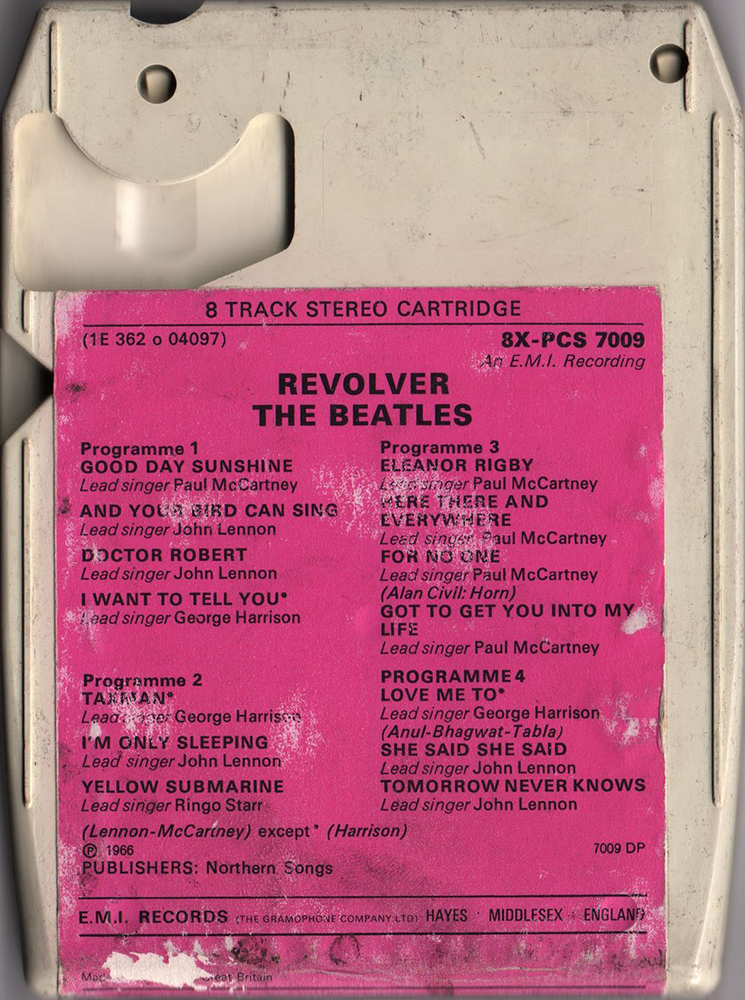 8 TRACK STEREO CARTRIDGE
(1E 362 o 04097)
8X-PCS 7009
An E.M.I. Recording
REVOLVER
THE BEATLES
Programme 1
GOOD DAY SUNSHINE
Lead singer Paul McCartney
AND YOUR BIRD CAN SING
Lead singer John Lennon
DOCTOR ROBERT
Lead singer John Lennon
I WANT TO TELL YOU*
Lead singer George Harrison
Programme 2
TAXMAN*
Lead singer George Harrison
I'M ONLY SLEEPING
Lead singer John Lennon
YELLOW SUBMARINE
Lead singer Ringo Starr
Programme 3
ELEANOR RIGBY
Lead singer Paul McCartney
HERE THERE AND
EVERYWHERE
Lead singer Paul McCartney
FOR NO ONE
Lead singer Paul McCartney
(Alan Civil: Horn)
GOT TO GET YOU INTO MY
LIFE
Lead singer Paul McCartney
PROGRAMME 4
LOVE ME TO*
Lead singer George Harrison
(Anul-Bhagwat-Tabla)
SHE SAID SHE SAID
Lead singer John Lennon
TOMORROW NEVER KNOWS
Lead singer John Lennon
(Lennon-McCartney) except * (Harrison)
℗ 1966
7009 DP
PUBLISHERS: Northern Songs
E.M.I. RECORDS (THE GRAMOPHONE COMPANY LTD) HAYES · MIDDLESEX · ENGLAND
Britain